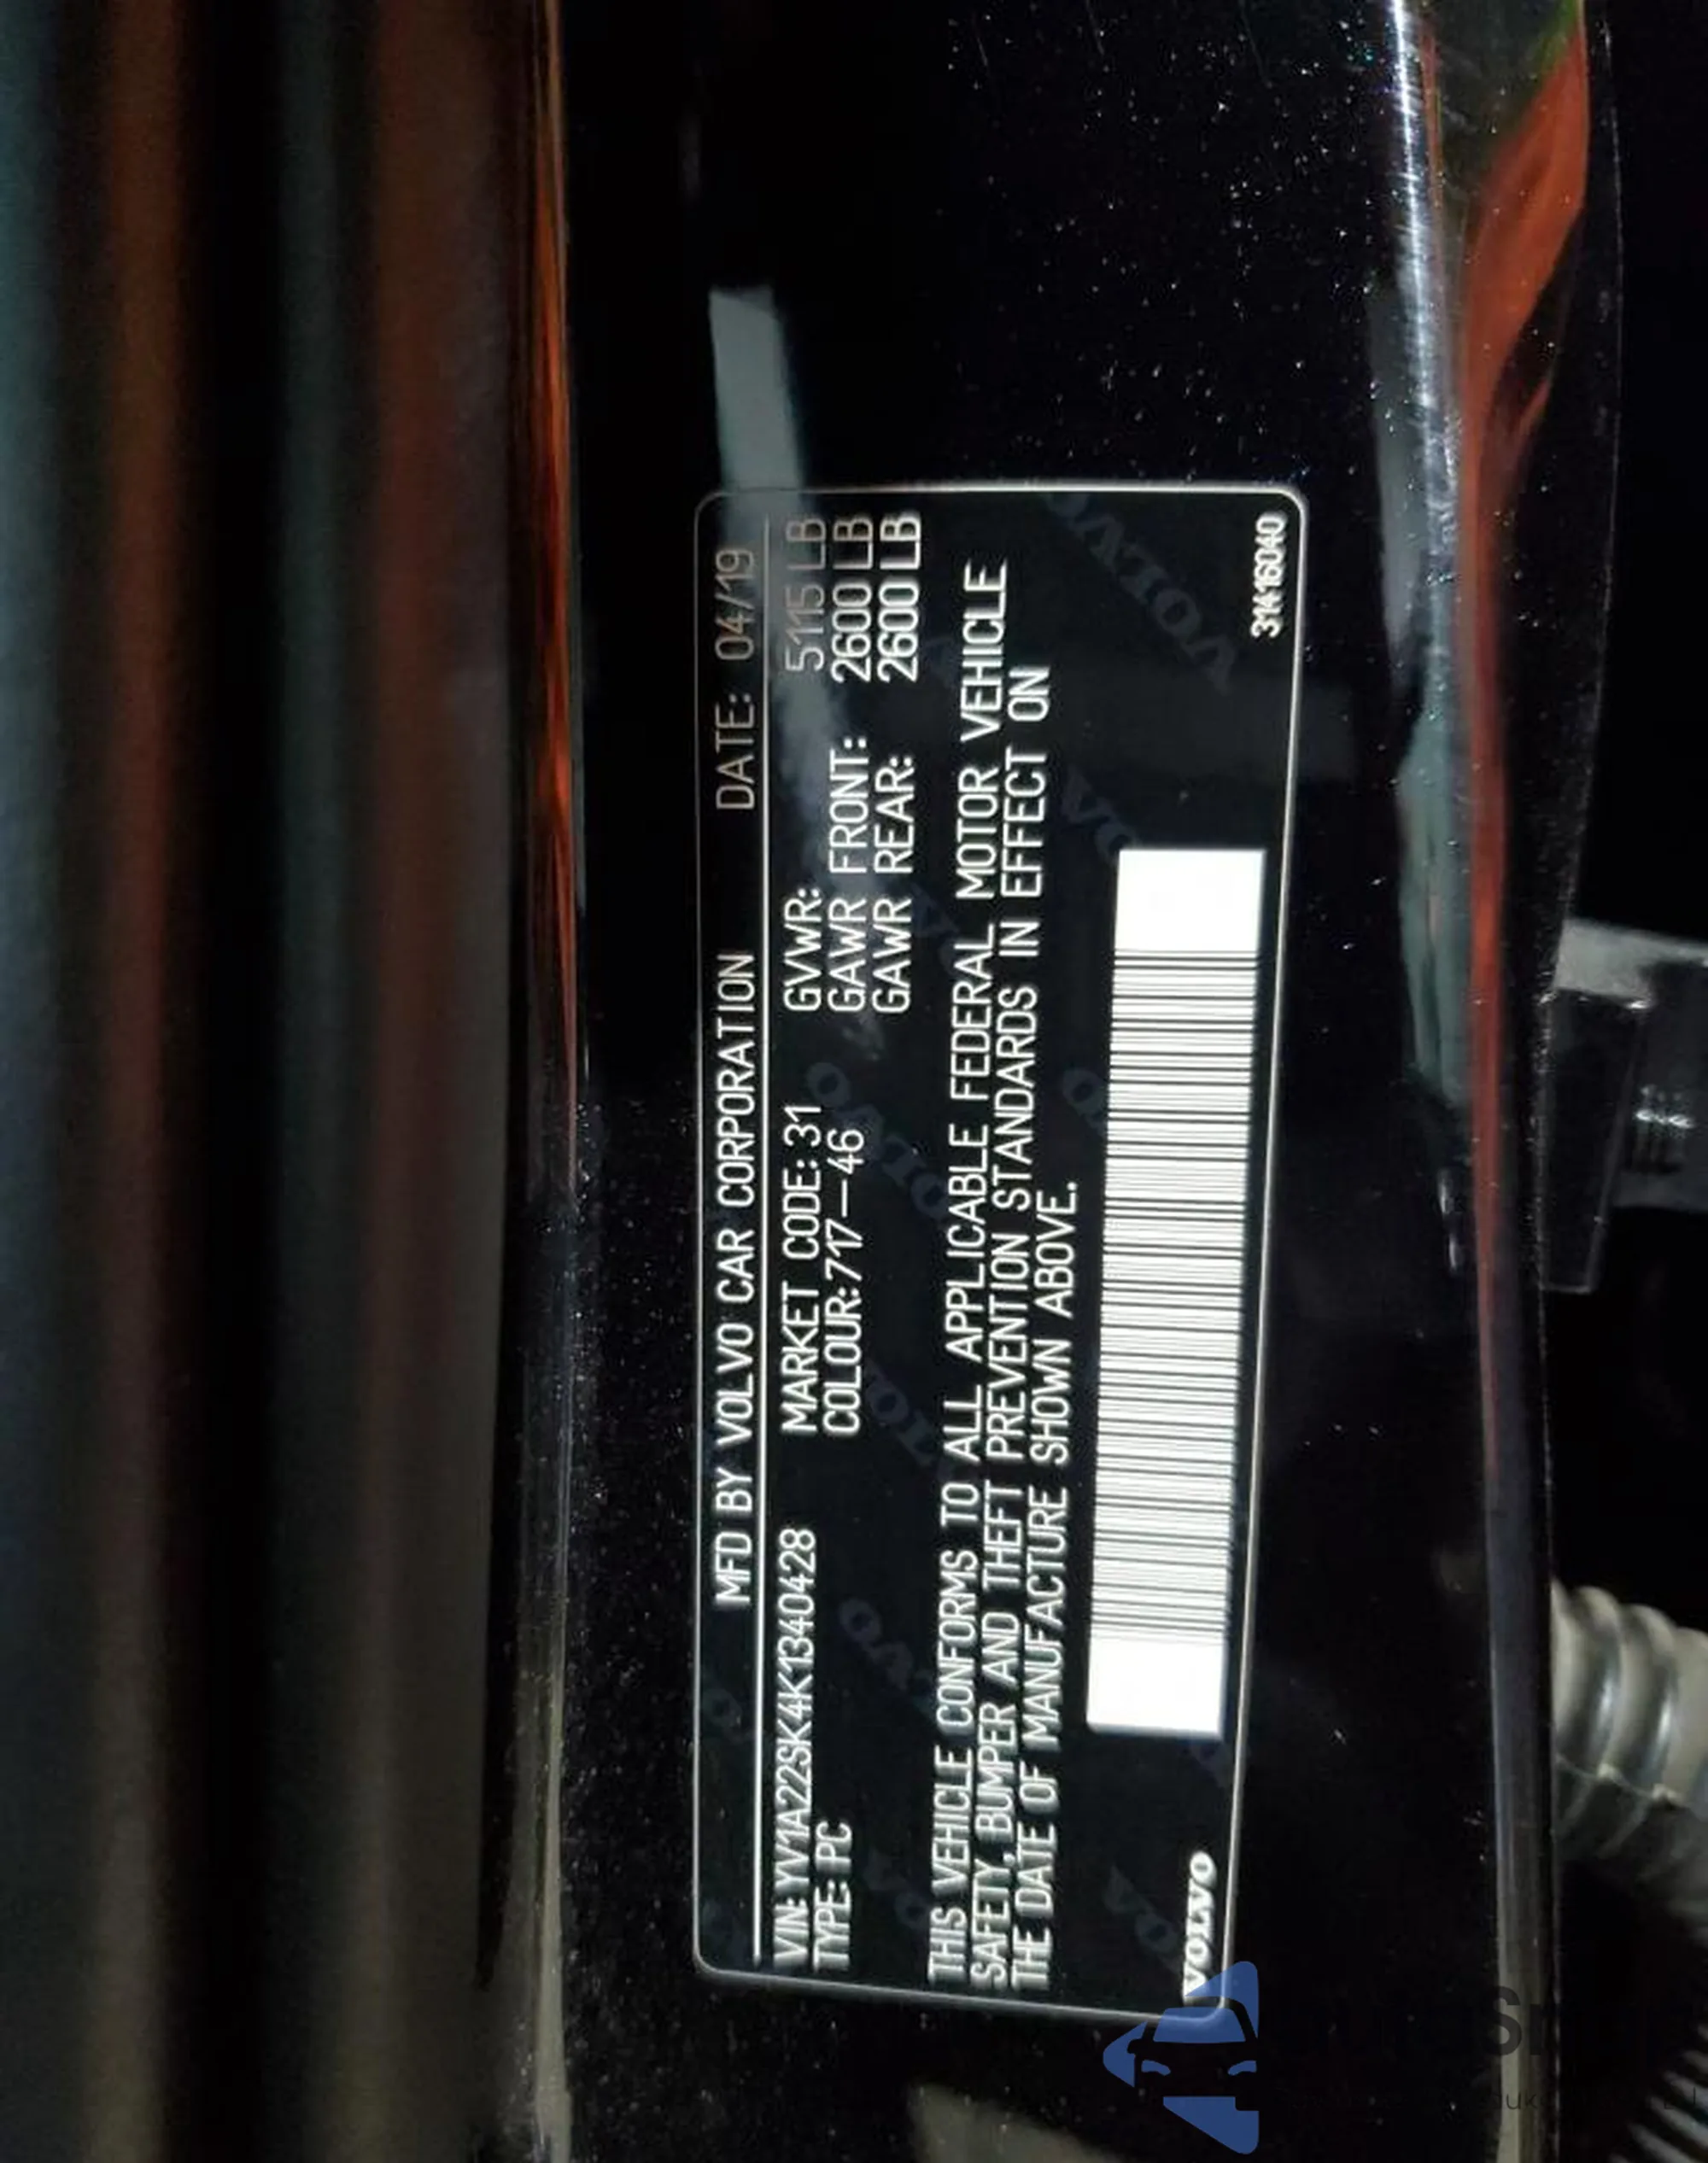 MFD BY VOLVO CAR CORPORATION DATE: 04/19
VIN: YV1A22SK4K1340428 MARKET CODE: 31 GVWR: 5115 LB
TYPE: PC COLOUR: 717—46 GAWR FRONT: 2600 LB
GAWR REAR: 2600 LB
THIS VEHICLE CONFORMS TO ALL APPLICABLE FEDERAL MOTOR VEHICLE
SAFETY, BUMPER AND THEFT PREVENTION STANDARDS IN EFFECT ON
THE DATE OF MANUFACTURE SHOWN ABOVE.
VOLVO
31416040